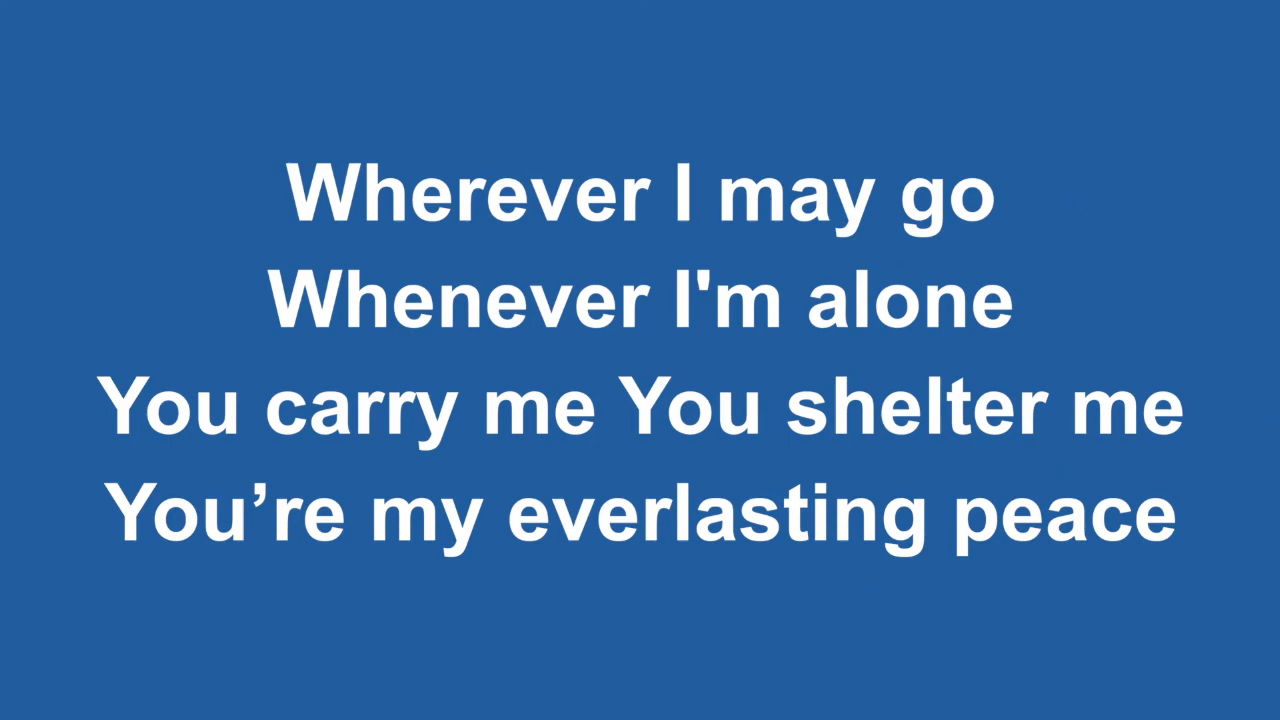 Wherever I may go
Whenever I'm alone
You carry me You shelter me
You’re my everlasting peace